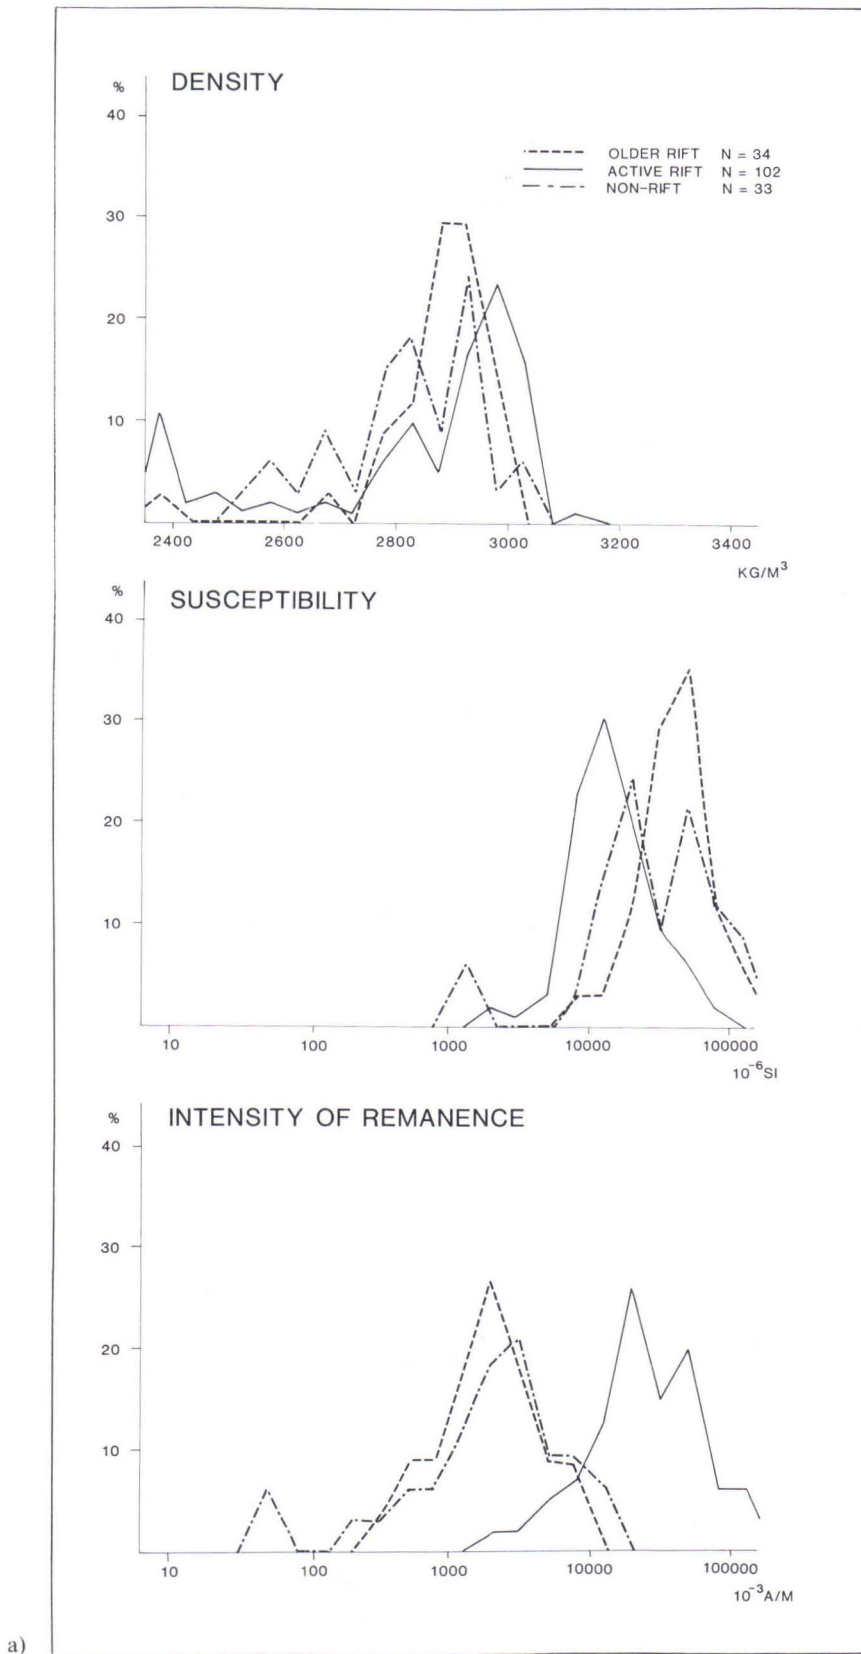 % DENSITY
40
OLDER RIFT N = 34
ACTIVE RIFT N = 102
NON-RIFT N = 33
30
20
10
2400 2600 2800 3000 3200 3400
KG/M³
% SUSCEPTIBILITY
40
30
20
10
10 100 1000 10000 100000
10⁻⁶SI
% INTENSITY OF REMANENCE
40
30
20
10
10 100 1000 10000 100000
10⁻³A/M
a)